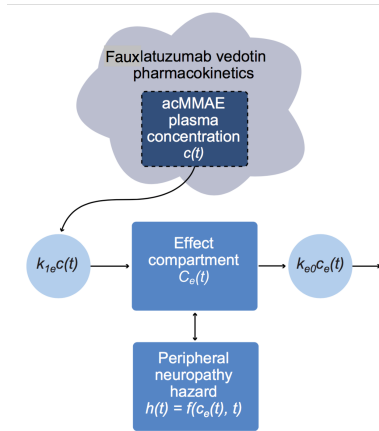 Fauxlatuzumab vedotin
pharmacokinetics
acMMAE
plasma
concentration
c(t)
k1ec(t)
Effect
compartment
Ce(t)
ke0ce(t)
Peripheral
neuropathy
hazard
h(t) = f(ce(t), t)